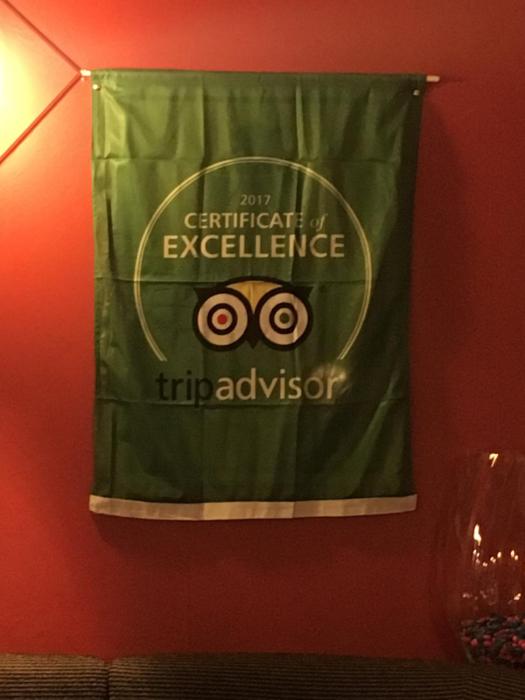 2017
CERTIFICATE of
EXCELLENCE
tripadvisor